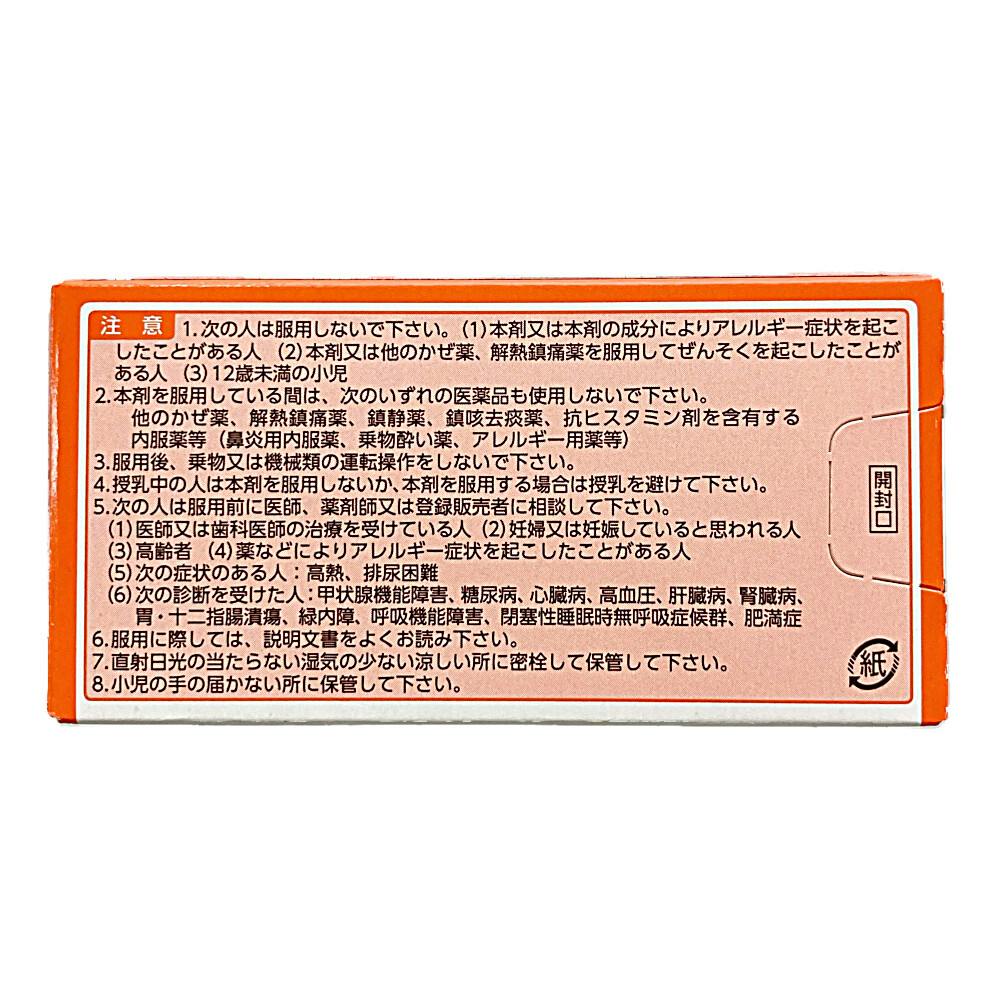 注意 1.次の人は服用しないで下さい。(1)本剤又は本剤の成分によりアレルギー症状を起こ
したことがある人 (2)本剤又は他のかぜ薬、解熱鎮痛薬を服用してぜんそくを起こしたことが
ある人 (3)12歳未満の小児
2.本剤を服用している間は、次のいずれの医薬品も使用しないで下さい。
他のかぜ薬、解熱鎮痛薬、鎮静薬、鎮咳去痰薬、抗ヒスタミン剤を含有する
内服薬等（鼻炎用内服薬、乗物酔い薬、アレルギー用薬等）
3.服用後、乗物又は機械類の運転操作をしないで下さい。
4.授乳中の人は本剤を服用しないか、本剤を服用する場合は授乳を避けて下さい。
5.次の人は服用前に医師、薬剤師又は登録販売者に相談して下さい。
(1)医師又は歯科医師の治療を受けている人 (2)妊婦又は妊娠していると思われる人
(3)高齢者 (4)薬などによりアレルギー症状を起こしたことがある人
(5)次の症状のある人：高熱、排尿困難
(6)次の診断を受けた人：甲状腺機能障害、糖尿病、心臓病、高血圧、肝臓病、腎臓病、
胃・十二指腸潰瘍、緑内障、呼吸機能障害、閉塞性睡眠時無呼吸症候群、肥満症
6.服用に際しては、説明文書をよくお読み下さい。
7.直射日光の当たらない湿気の少ない涼しい所に密栓して保管して下さい。
8.小児の手の届かない所に保管して下さい。
開封口
紙